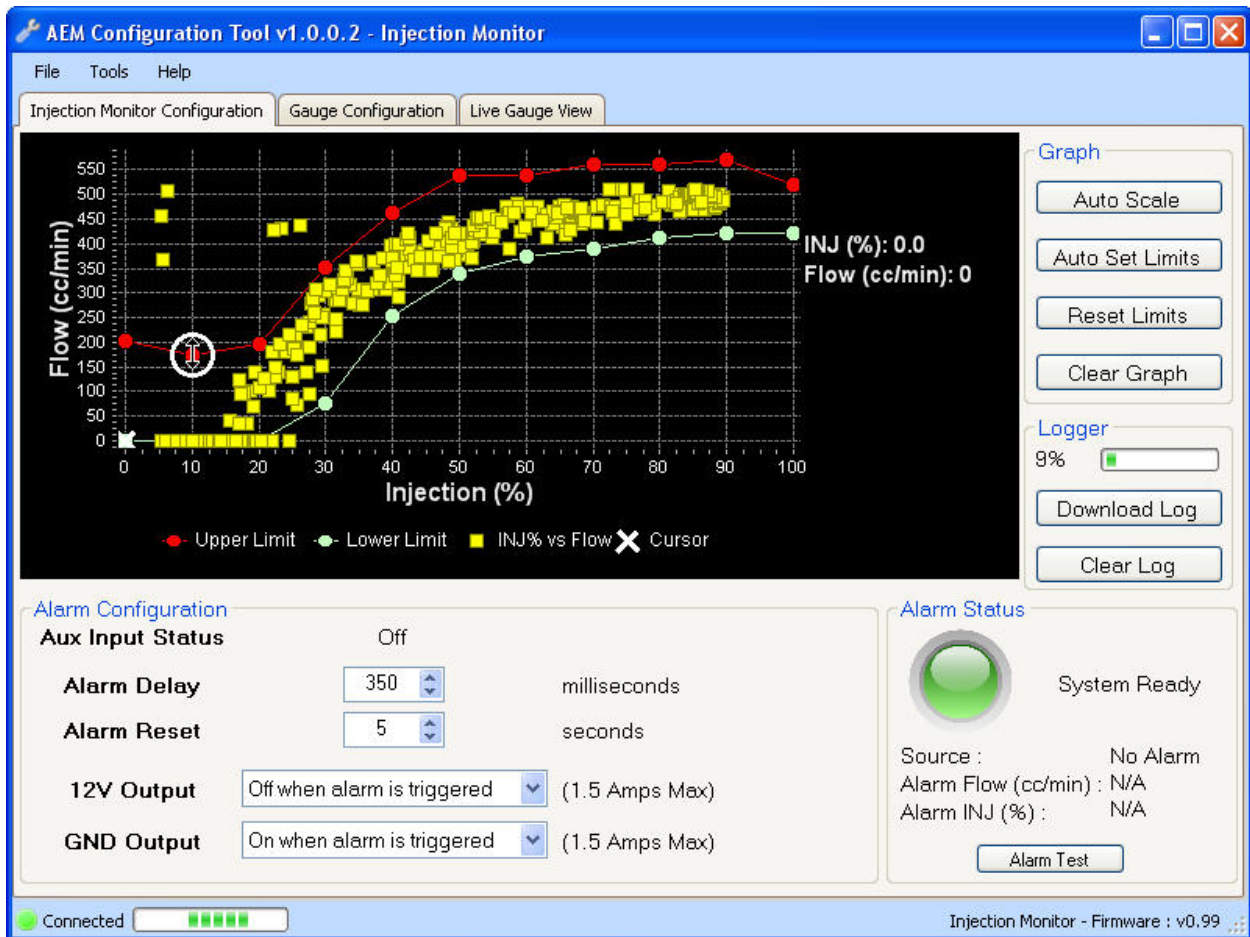 AEM Configuration Tool v1.0.0.2 - Injection Monitor
File Tools Help
Injection Monitor Configuration Gauge Configuration Live Gauge View
550
500
450
400
350
300
250
200
150
100
50
0
Flow (cc/min)
0 10 20 30 40 50 60 70 80 90 100
Injection (%)
INJ (%): 0.0
Flow (cc/min): 0
Upper Limit Lower Limit INJ% vs Flow Cursor
Graph
Auto Scale
Auto Set Limits
Reset Limits
Clear Graph
Logger
9%
Download Log
Clear Log
Alarm Configuration
Aux Input Status Off
Alarm Delay 350 milliseconds
Alarm Reset 5 seconds
12V Output Off when alarm is triggered (1.5 Amps Max)
GND Output On when alarm is triggered (1.5 Amps Max)
Alarm Status
System Ready
Source : No Alarm
Alarm Flow (cc/min) : N/A
Alarm INJ (%) : N/A
Alarm Test
Connected
Injection Monitor - Firmware : v0.99